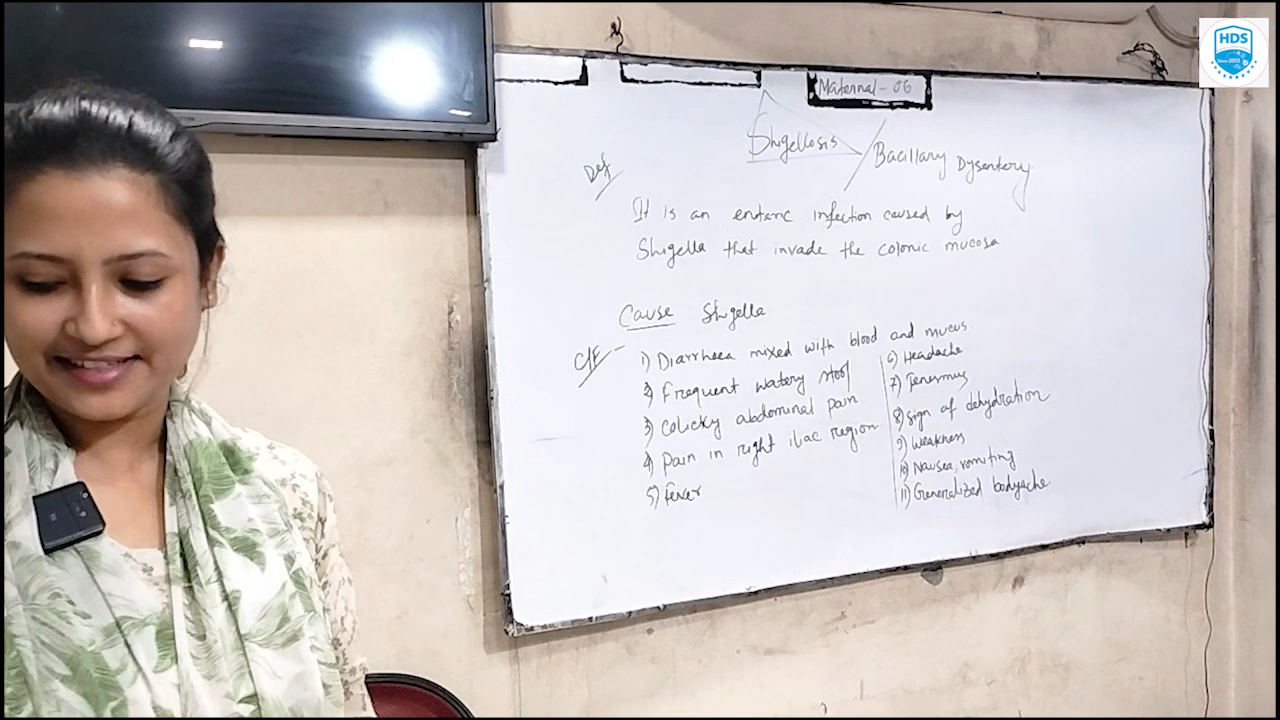 HDS
Since 2003
Maternal - 06
Shigellosis / Bacillary Dysentery
Def
It is an enteric infection caused by
Shigella that invade the colonic mucosa
Cause Shigella
C/F -
1) Diarrhoea mixed with blood and mucus
2) Frequent watery stool
3) Colicky abdominal pain
4) Pain in right iliac region
5) Fever
6) Headache
7) Tenesmus
8) Sign of dehydration
9) Weakness
10) Nausea, vomiting
11) Generalized bodyache